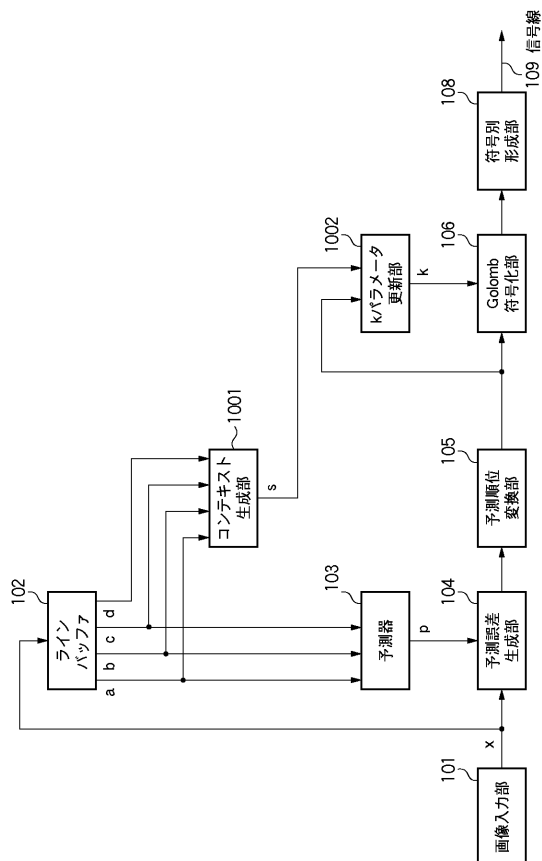 102
ライン
バッファ
a
b
c
d
1001
コンテキスト
生成部
s
1002
kパラメータ
更新部
k
103
予測器
p
101
画像入力部
x
104
予測誤差
生成部
105
予測順位
変換部
106
Golomb
符号化部
108
符号別
形成部
109 信号線